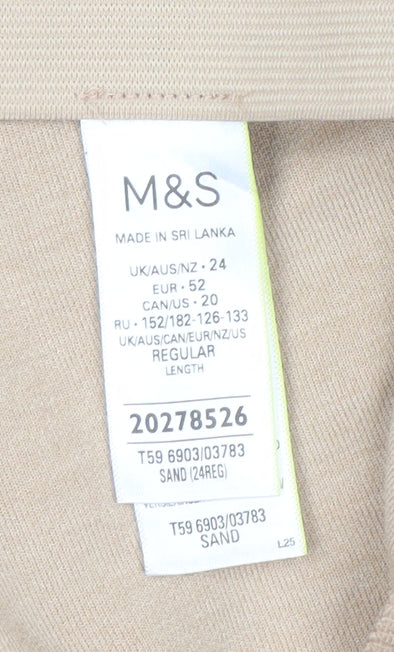 M&S
MADE IN SRI LANKA
UK/AUS/NZ • 24
EUR • 52
CAN/US • 20
RU • 152/182-126-133
UK/AUS/CAN/EUR/NZ/US
REGULAR
LENGTH
20278526
T59 6903/03783
SAND (24REG)
T59 6903/03783
SAND
L25